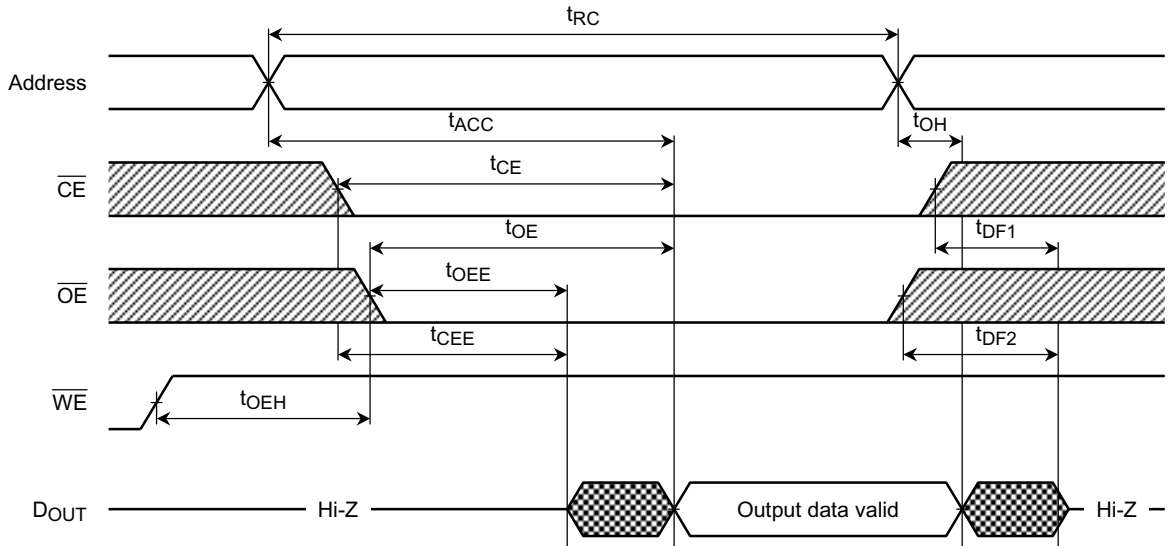 tRC
Address
tACC
tOH
tCE
CE
tDF1
tOE
tOEE
OE
tCEE
tDF2
WE
tOEH
DOUT
Hi-Z
Output data valid
Hi-Z